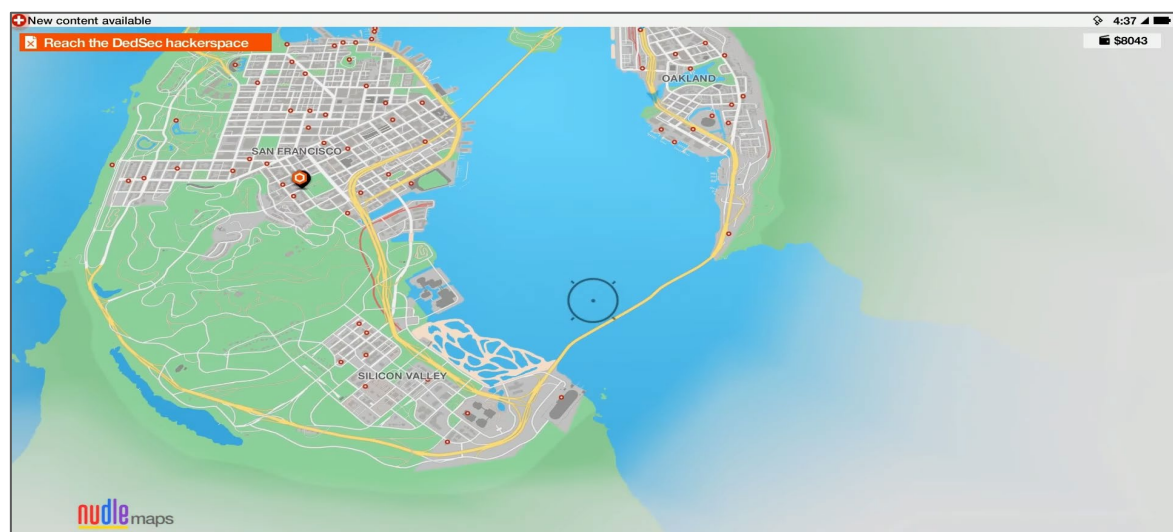 New content available
4:37
Reach the DedSec hackerspace
$8043
OAKLAND
SAN FRANCISCO
SILICON VALLEY
nudle maps